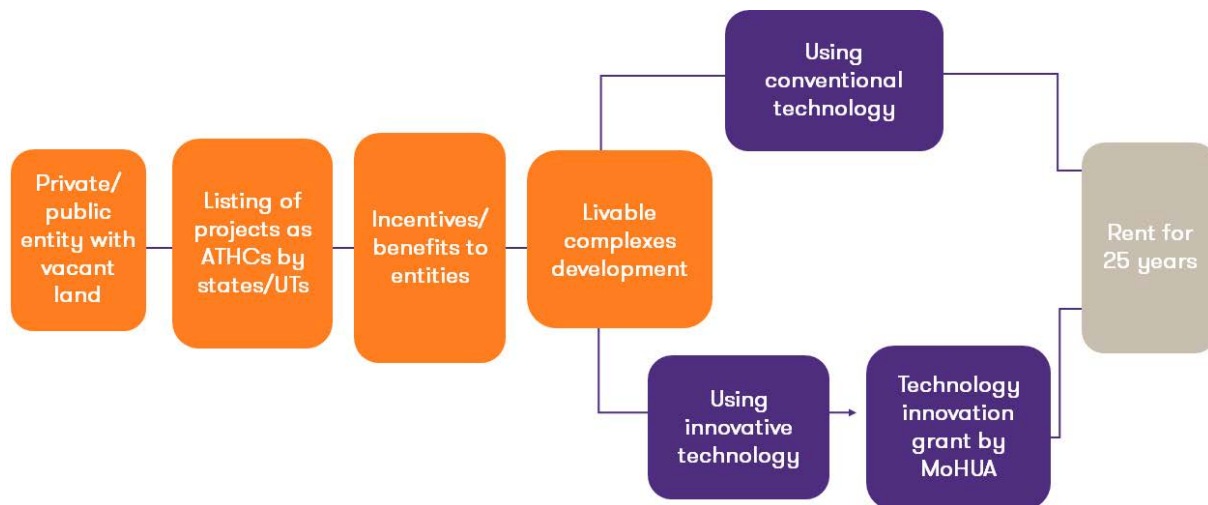 Private/
public
entity with
vacant
land
Listing of
projects as
ATHCs by
states/UTs
Incentives/
benefits to
entities
Livable
complexes
development
Using
conventional
technology
Using
innovative
technology
Technology
innovation
grant by
MoHUA
Rent for
25 years